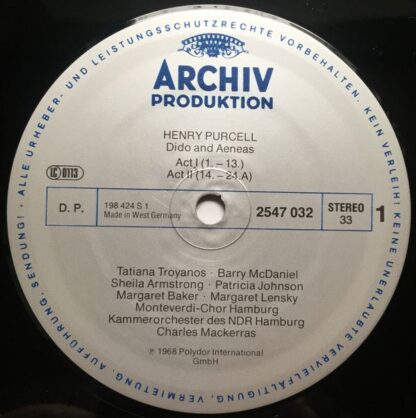 ALLE URHEBER- UND LEISTUNGSSCHUTZRECHTE VORBEHALTEN. KEIN VERLEIH! KEINE UNERLAUBTE VERVIELFÄLTIGUNG, VERMIETUNG, AUFFÜHRUNG, SENDUNG!
ARCHIV
PRODUKTION
HENRY PURCELL
Dido and Aeneas
Act I (1. – 13.)
Act II (14. – 24.A)
LC 0113
D. P.
198 424 S 1
Made in West Germany
2547 032
STEREO
33
1
Tatiana Troyanos · Barry McDaniel
Sheila Armstrong · Patricia Johnson
Margaret Baker · Margaret Lensky
Monteverdi-Chor Hamburg
Kammerorchester des NDR Hamburg
Charles Mackerras
℗ 1968 Polydor International
GmbH